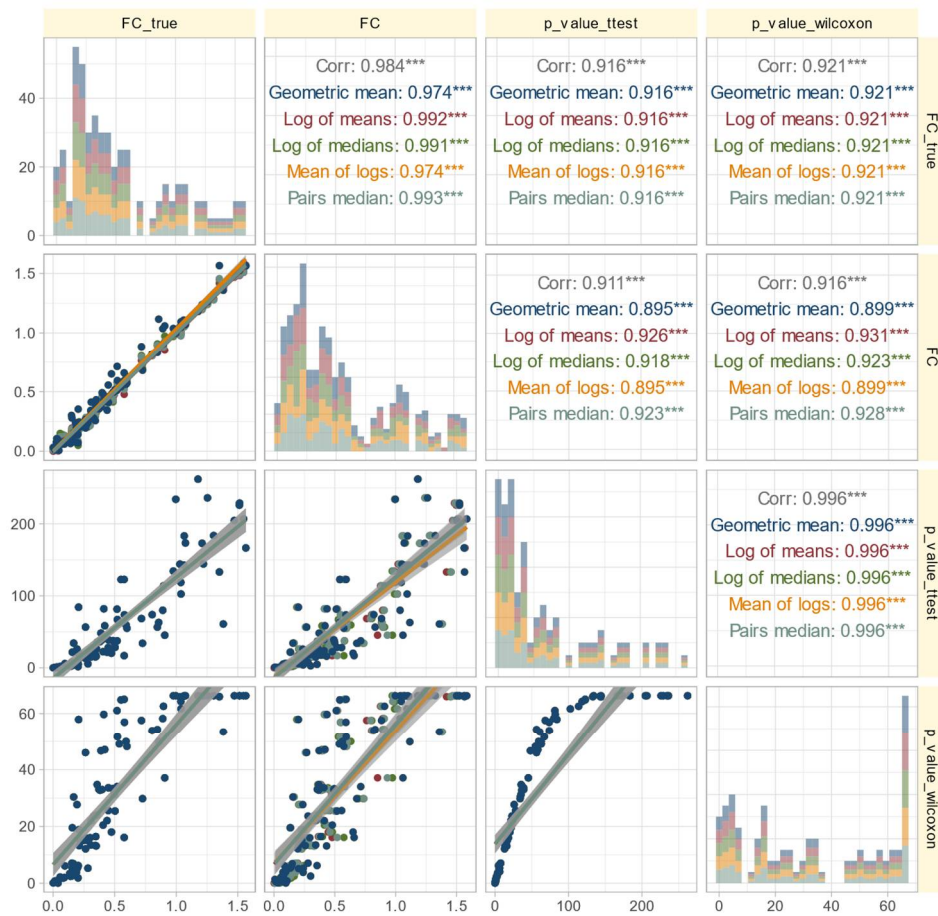 FC_true
FC
p_value_ttest
p_value_wilcoxon
40
20
0
Corr: 0.984***
Geometric mean: 0.974***
Log of means: 0.992***
Log of medians: 0.991***
Mean of logs: 0.974***
Pairs median: 0.993***
Corr: 0.916***
Geometric mean: 0.916***
Log of means: 0.916***
Log of medians: 0.916***
Mean of logs: 0.916***
Pairs median: 0.916***
Corr: 0.921***
Geometric mean: 0.921***
Log of means: 0.921***
Log of medians: 0.921***
Mean of logs: 0.921***
Pairs median: 0.921***
FC_true
1.5
1.0
0.5
0.0
Corr: 0.911***
Geometric mean: 0.895***
Log of means: 0.926***
Log of medians: 0.918***
Mean of logs: 0.895***
Pairs median: 0.923***
Corr: 0.916***
Geometric mean: 0.899***
Log of means: 0.931***
Log of medians: 0.923***
Mean of logs: 0.899***
Pairs median: 0.928***
FC
200
100
0
Corr: 0.996***
Geometric mean: 0.996***
Log of means: 0.996***
Log of medians: 0.996***
Mean of logs: 0.996***
Pairs median: 0.996***
p_value_ttest
60
40
20
0
p_value_wilcoxon
0.0 0.5 1.0 1.5
0.0 0.5 1.0 1.5
0 100 200
0 20 40 60